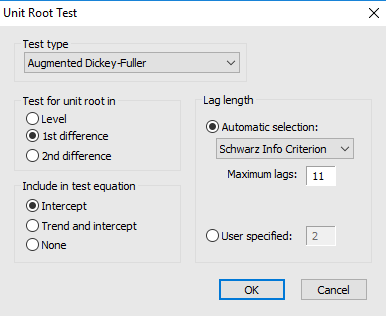 Unit Root Test
Test type
Augmented Dickey-Fuller
Test for unit root in
Level
1st difference
2nd difference
Include in test equation
Intercept
Trend and intercept
None
Lag length
Automatic selection:
Schwarz Info Criterion
Maximum lags: 11
User specified: 2
OK Cancel